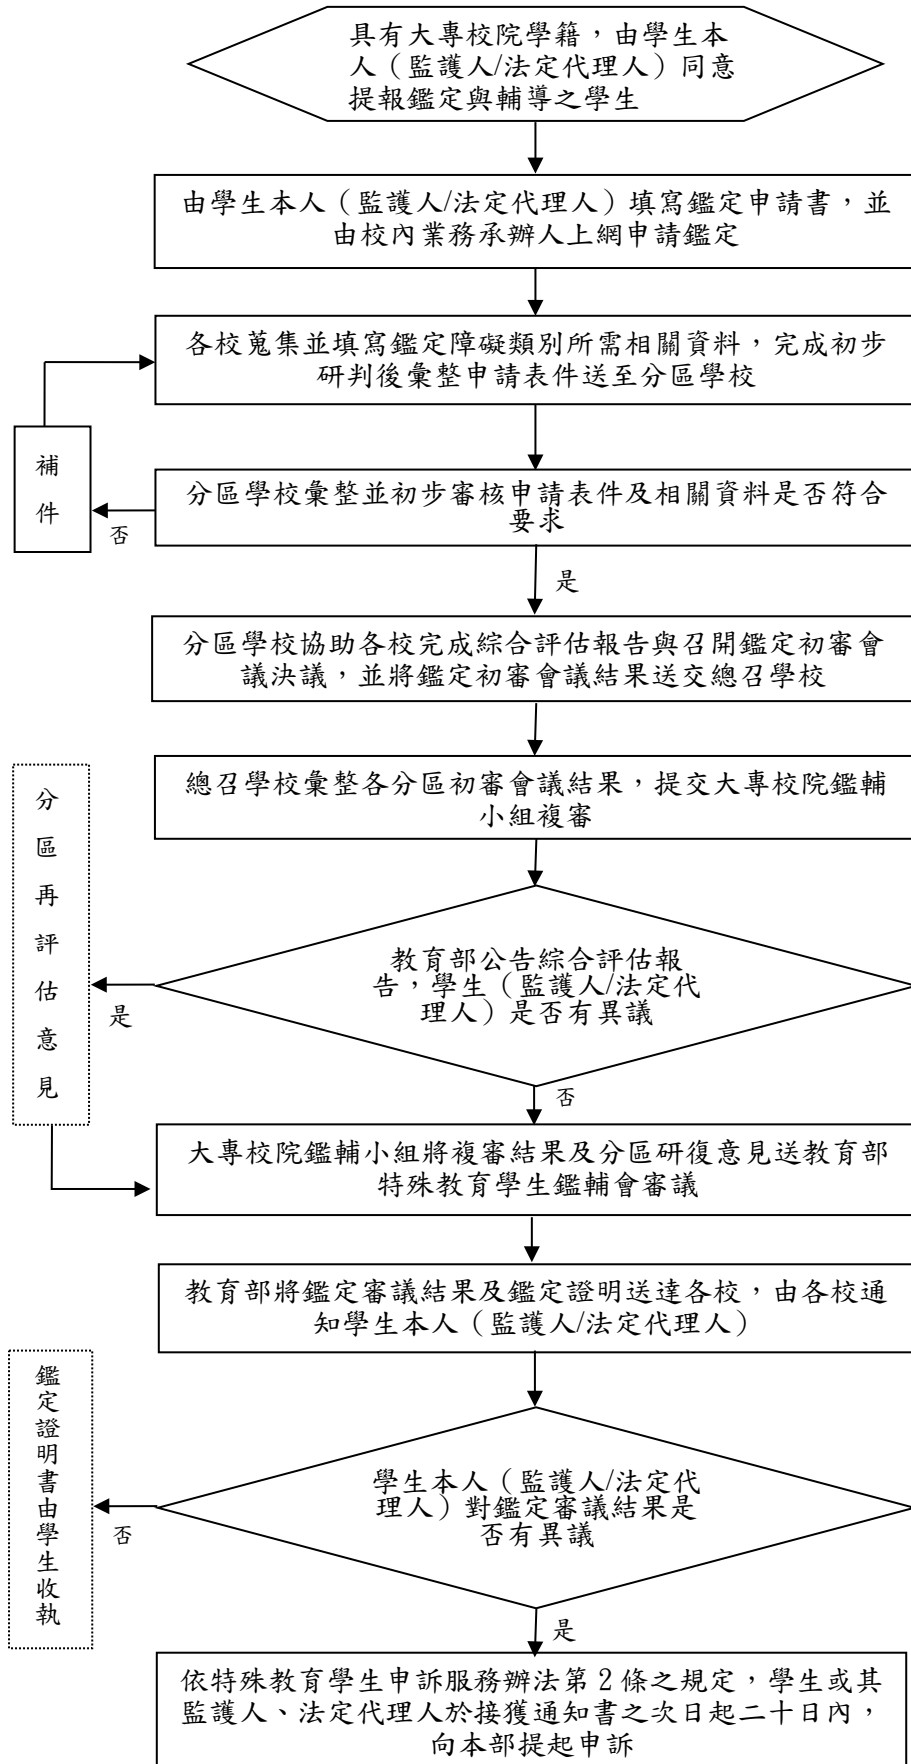 具有大專校院學籍，由學生本
人（監護人/法定代理人）同意
提報鑑定與輔導之學生
由學生本人（監護人/法定代理人）填寫鑑定申請書，並
由校內業務承辦人上網申請鑑定
各校蒐集並填寫鑑定障礙類別所需相關資料，完成初步
研判後彙整申請表件送至分區學校
補
件
分區學校彙整並初步審核申請表件及相關資料是否符合
要求
否
是
分區學校協助各校完成綜合評估報告與召開鑑定初審會
議決議，並將鑑定初審會議結果送交總召學校
總召學校彙整各分區初審會議結果，提交大專校院鑑輔
小組複審
分
區
再
評
估
意
見
教育部公告綜合評估報
告，學生（監護人/法定代
理人）是否有異議
是
否
大專校院鑑輔小組將複審結果及分區研復意見送教育部
特殊教育學生鑑輔會審議
教育部將鑑定審議結果及鑑定證明送達各校，由各校通
知學生本人（監護人/法定代理人）
鑑
定
證
明
書
由
學
生
收
執
學生本人（監護人/法定代
理人）對鑑定審議結果是
否有異議
否
是
依特殊教育學生申訴服務辦法第 2 條之規定，學生或其
監護人、法定代理人於接獲通知書之次日起二十日內，
向本部提起申訴